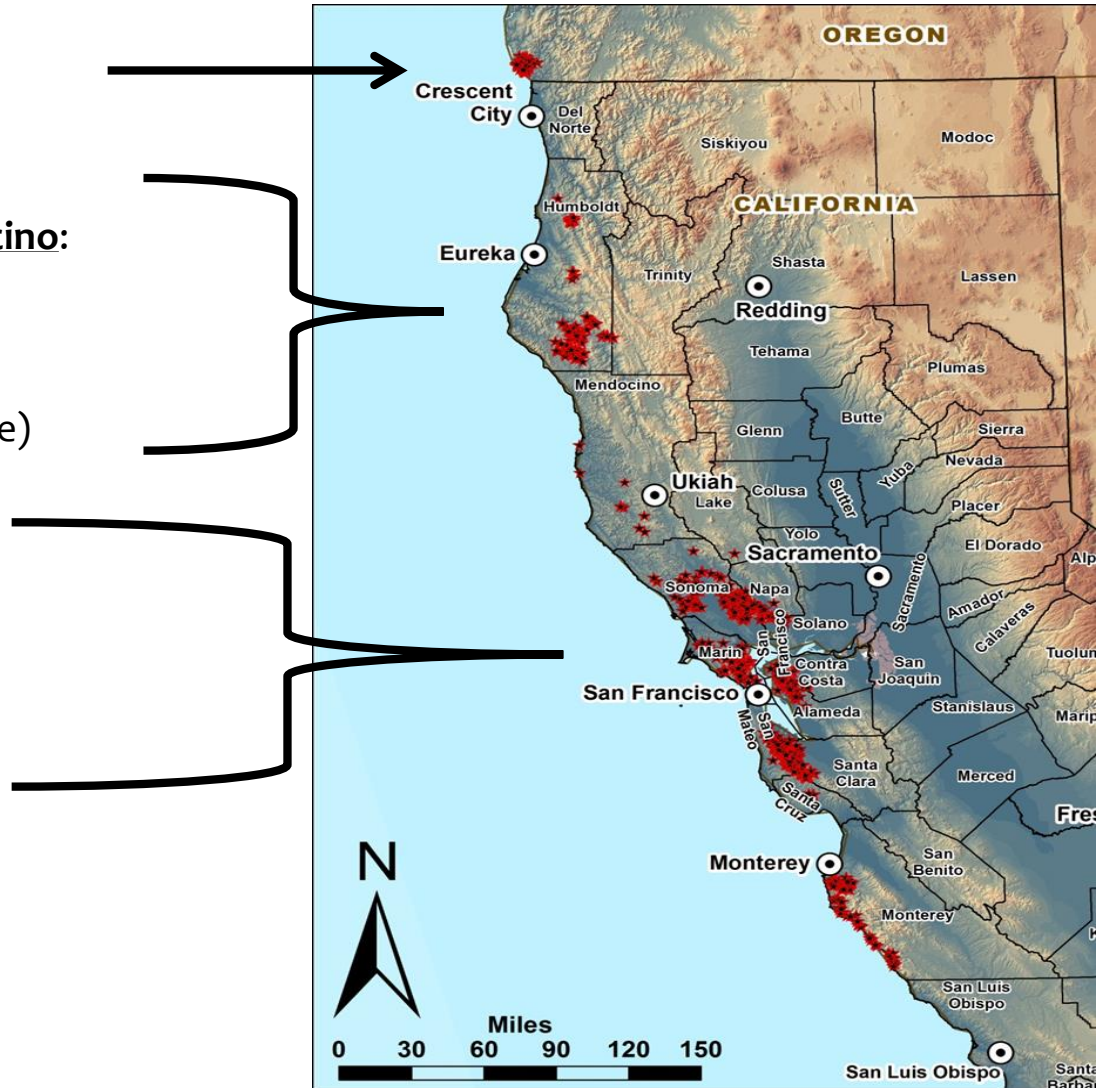 OREGON
Crescent
City
Del
Norte
Siskiyou
Modoc
Humboldt
CALIFORNIA
tino:
Eureka
Trinity
Shasta
Lassen
Redding
Tehama
Plumas
Mendocino
e)
Butte
Glenn
Sierra
Nevada
Yuba
Ukiah
Lake
Colusa
Sutter
Placer
Yolo
El Dorado
Sacramento
Alp
Sonoma
Napa
Sacramento
Amador
Solano
Calaveras
San
Francisco
Marin
Contra
Costa
San
Joaquin
Tuolum
San Francisco
Alameda
Stanislaus
Marip
San
Mateo
Santa
Clara
Merced
Santa
Cruz
Fres
N
Monterey
San
Benito
Monterey
K
San Luis
Obispo
Miles
0 30 60 90 120 150
San Luis Obispo
Santa
Barbar